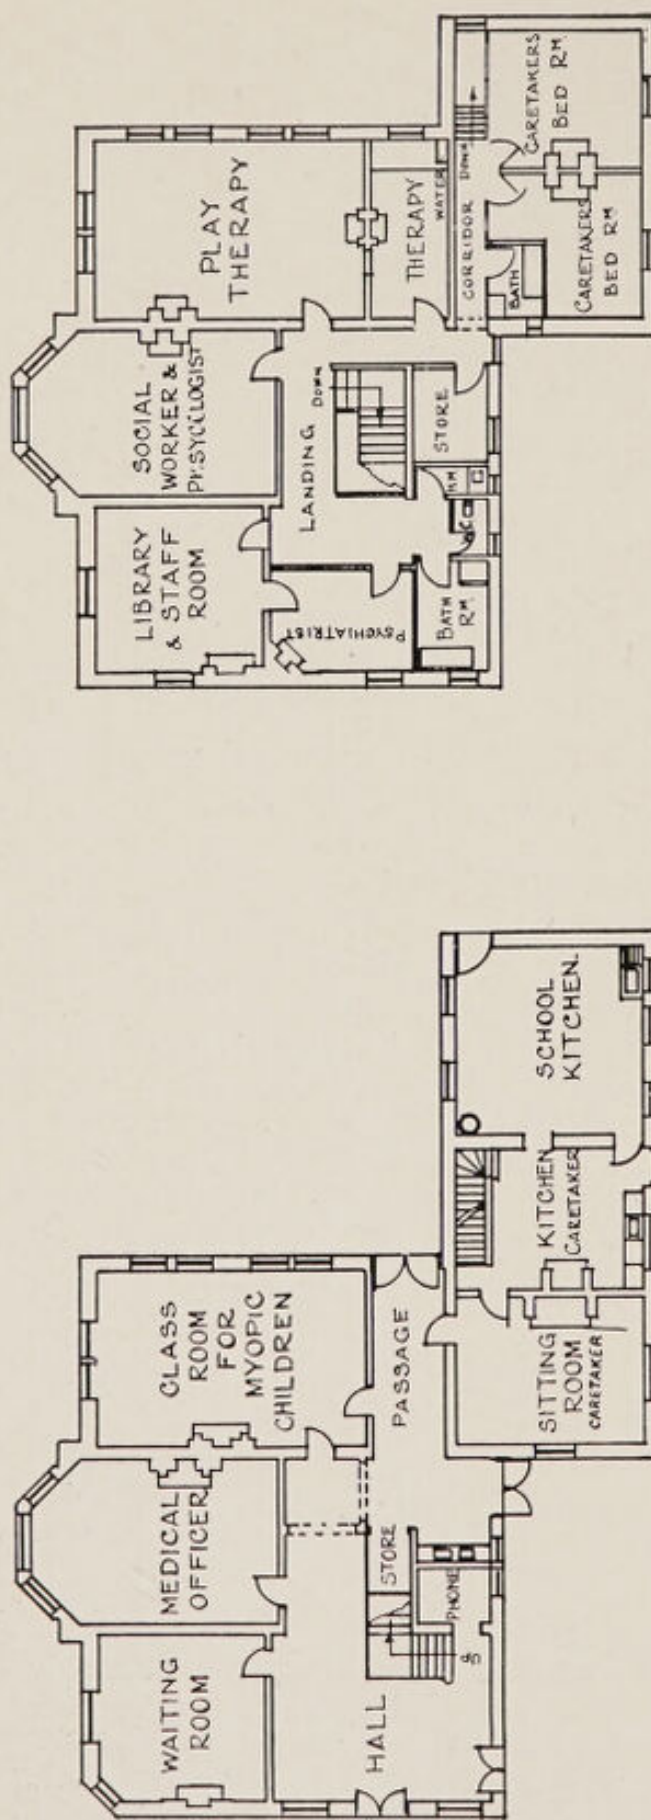 CARETAKERS
BED RM.
CARETAKERS
BED RM.
BATH
CORRIDOR
DOWN
PLAY
THERAPY
THERAPY
WATER
SOCIAL
WORKER &
PYSYCILOGIST
LANDING
DOWN
STORE
H.M.
W.C
LIBRARY
& STAFF
ROOM
PSYCHIATRIST
BATH
RM.
SCHOOL
KITCHEN.
KITCHEN
CARETAKER
SITTING
ROOM
CARETAKER
CLASS
ROOM
FOR
MYOPIC
CHILDREN
PASSAGE
MEDICAL
OFFICER
STORE
PHONE
WAITING
ROOM
HALL